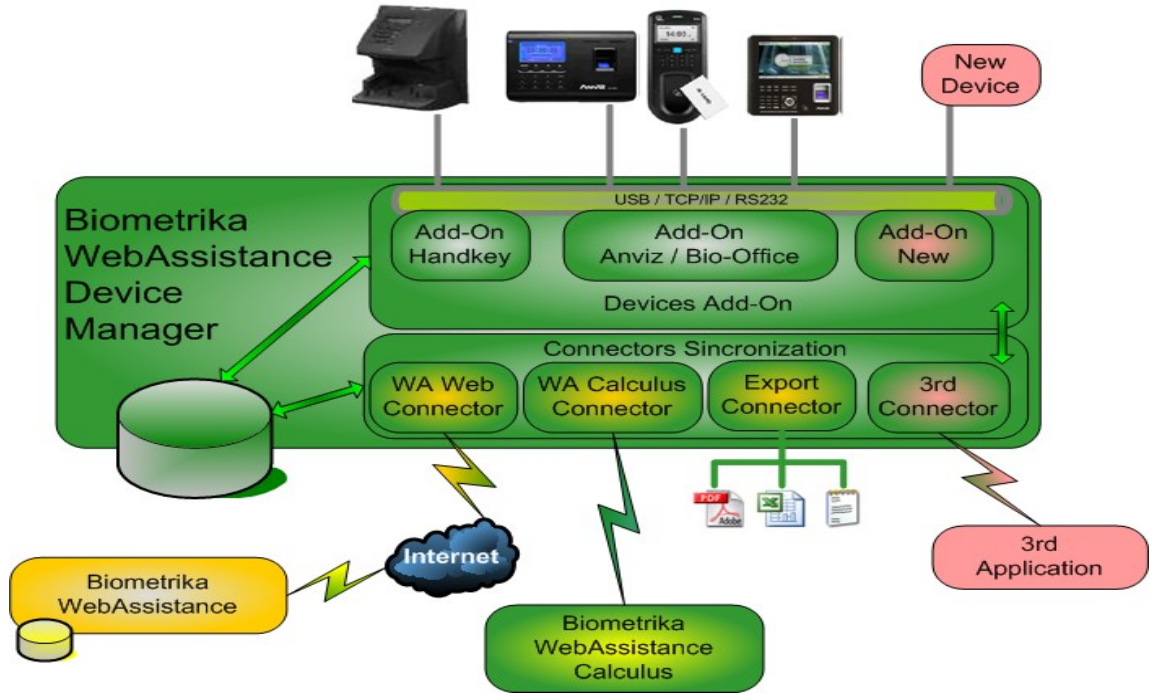 New
Device
USB / TCP/IP / RS232
Biometrika
WebAssistance
Device
Manager
Add-On
Handkey
Add-On
Anviz / Bio-Office
Add-On
New
Devices Add-On
Connectors Sincronization
WA Web
Connector
WA Calculus
Connector
Export
Connector
3rd
Connector
PDF
Adobe
Internet
3rd
Application
Biometrika
WebAssistance
Biometrika
WebAssistance
Calculus